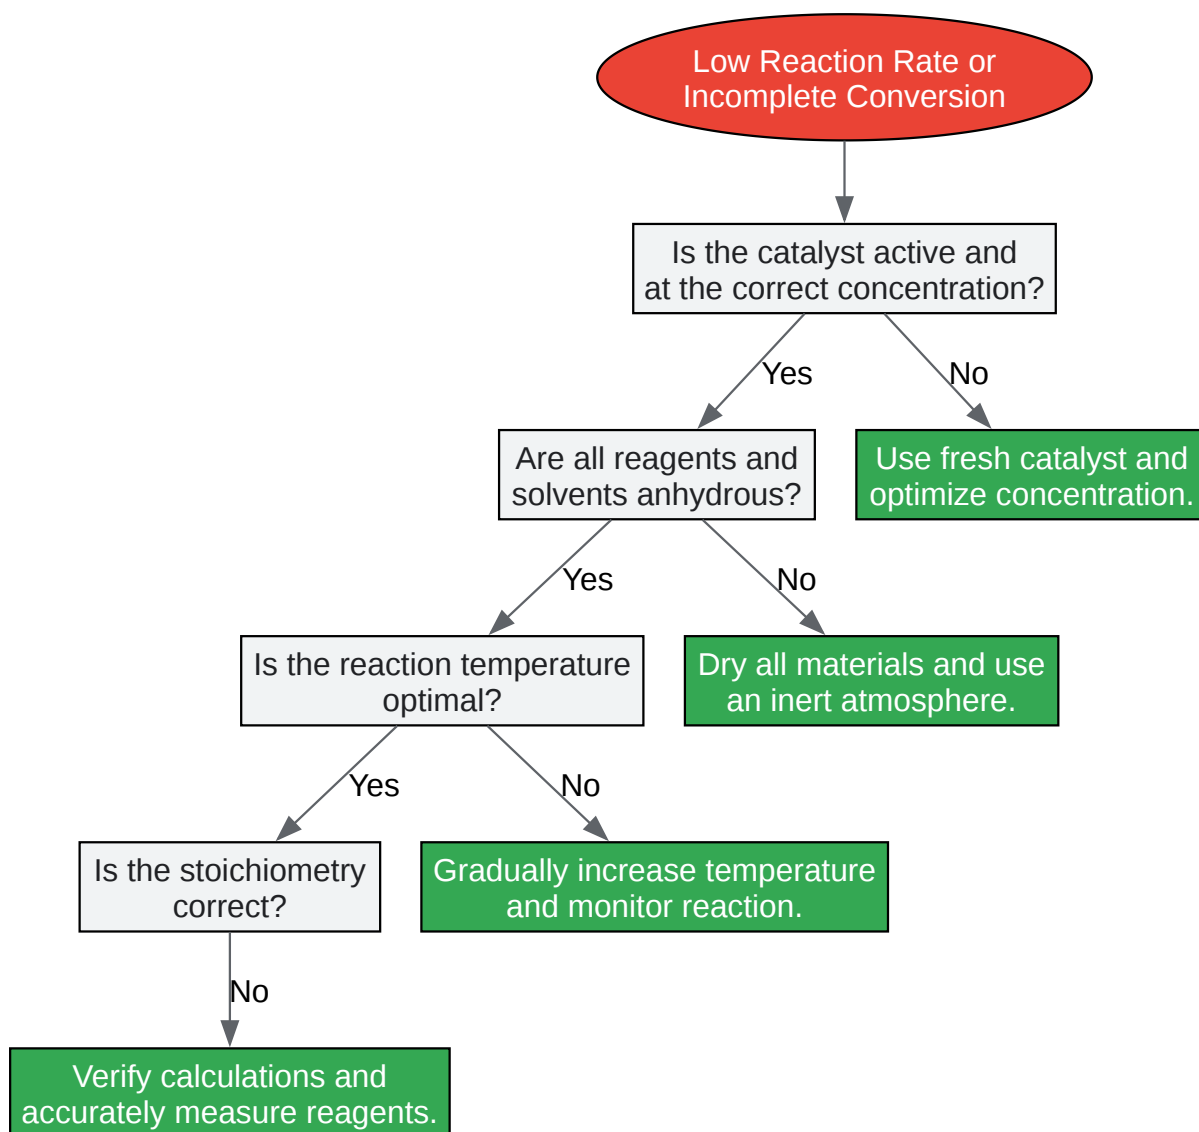 Low Reaction Rate or
Incomplete Conversion
Is the catalyst active and
at the correct concentration?
Yes
No
Are all reagents and
solvents anhydrous?
Use fresh catalyst and
optimize concentration.
Yes
No
Is the reaction temperature
optimal?
Dry all materials and use
an inert atmosphere.
Yes
No
Is the stoichiometry
correct?
Gradually increase temperature
and monitor reaction.
No
Verify calculations and
accurately measure reagents.